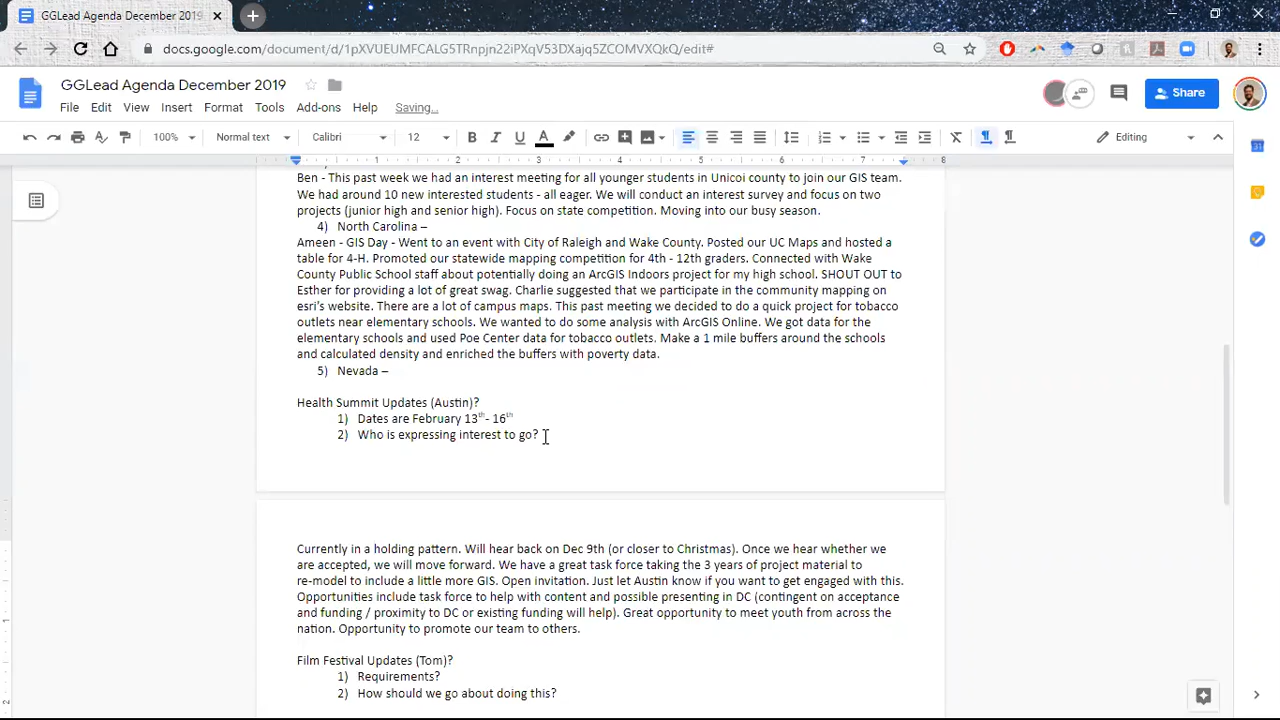 GGLead Agenda December 2019
docs.google.com/document/d/1pXVUEUMFCALG5TRnpjn22iPXqV53DXajq5ZCOMVXQkQ/edit#
GGLead Agenda December 2019
File Edit View Insert Format Tools Add-ons Help Saving...
Share
100% Normal text Calibri 12 B I U A Editing
1 2 3 4 5 6 7 8
Ben - This past week we had an interest meeting for all younger students in Unicoi county to join our GIS team.
We had around 10 new interested students - all eager. We will conduct an interest survey and focus on two
projects (junior high and senior high). Focus on state competition. Moving into our busy season.
4) North Carolina –
Ameen - GIS Day - Went to an event with City of Raleigh and Wake County. Posted our UC Maps and hosted a
table for 4-H. Promoted our statewide mapping competition for 4th - 12th graders. Connected with Wake
County Public School staff about potentially doing an ArcGIS Indoors project for my high school. SHOUT OUT to
Esther for providing a lot of great swag. Charlie suggested that we participate in the community mapping on
esri's website. There are a lot of campus maps. This past meeting we decided to do a quick project for tobacco
outlets near elementary schools. We wanted to do some analysis with ArcGIS Online. We got data for the
elementary schools and used Poe Center data for tobacco outlets. Make a 1 mile buffers around the schools
and calculated density and enriched the buffers with poverty data.
5) Nevada –
Health Summit Updates (Austin)?
1) Dates are February 13th- 16th
2) Who is expressing interest to go?
Currently in a holding pattern. Will hear back on Dec 9th (or closer to Christmas). Once we hear whether we
are accepted, we will move forward. We have a great task force taking the 3 years of project material to
re-model to include a little more GIS. Open invitation. Just let Austin know if you want to get engaged with this.
Opportunities include task force to help with content and possible presenting in DC (contingent on acceptance
and funding / proximity to DC or existing funding will help). Great opportunity to meet youth from across the
nation. Opportunity to promote our team to others.
Film Festival Updates (Tom)?
1) Requirements?
2) How should we go about doing this?